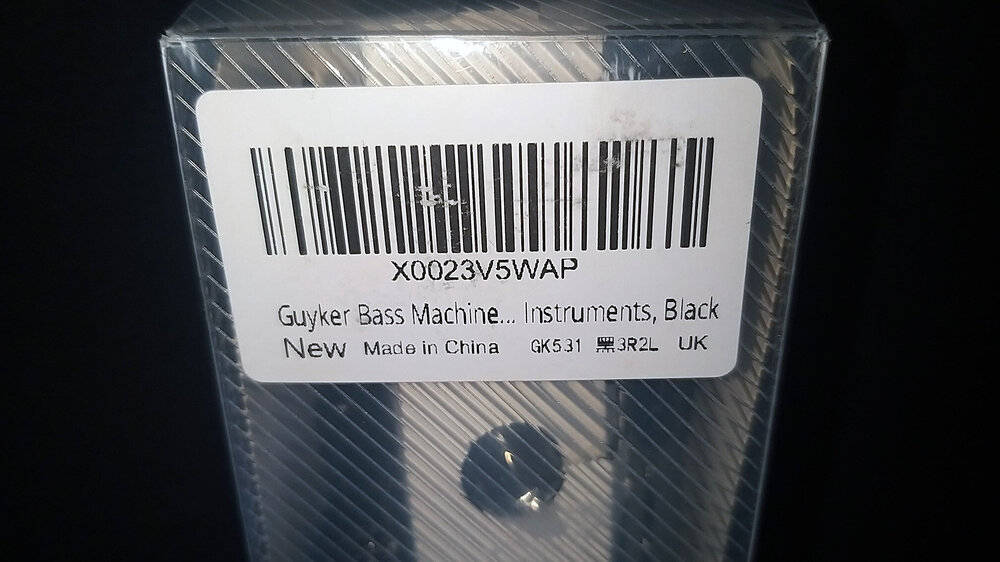 X0023V5WAP
Guyker Bass Machine... Instruments, Black
New Made in China GK531 黑3R2L UK